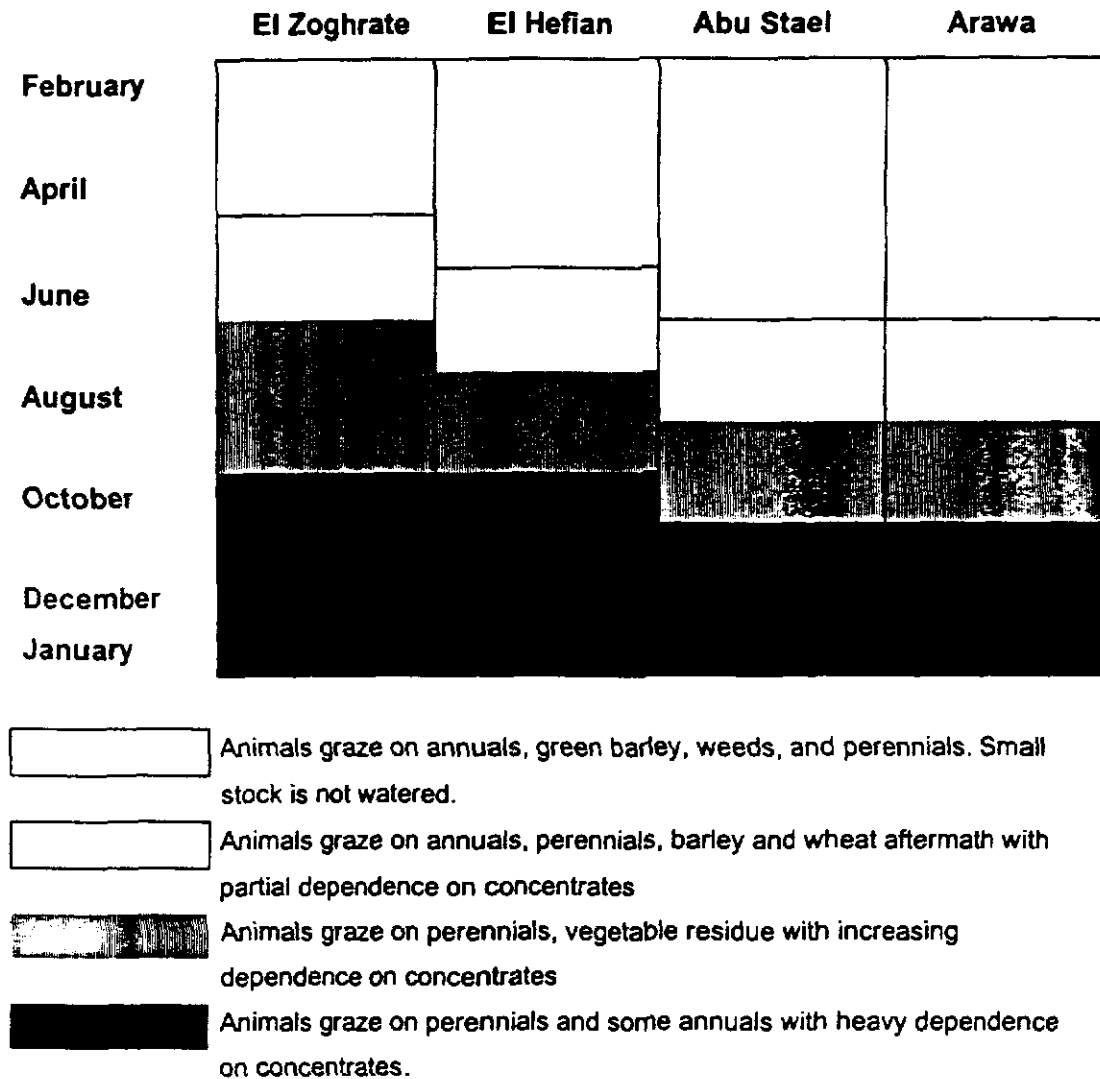 El Zoghrate El Hefian Abu Stael Arawa
February
April
June
August
October
December
January
Animals graze on annuals, green barley, weeds, and perennials. Small
stock is not watered.
Animals graze on annuals, perennials, barley and wheat aftermath with
partial dependence on concentrates
Animals graze on perennials, vegetable residue with increasing
dependence on concentrates
Animals graze on perennials and some annuals with heavy dependence
on concentrates.